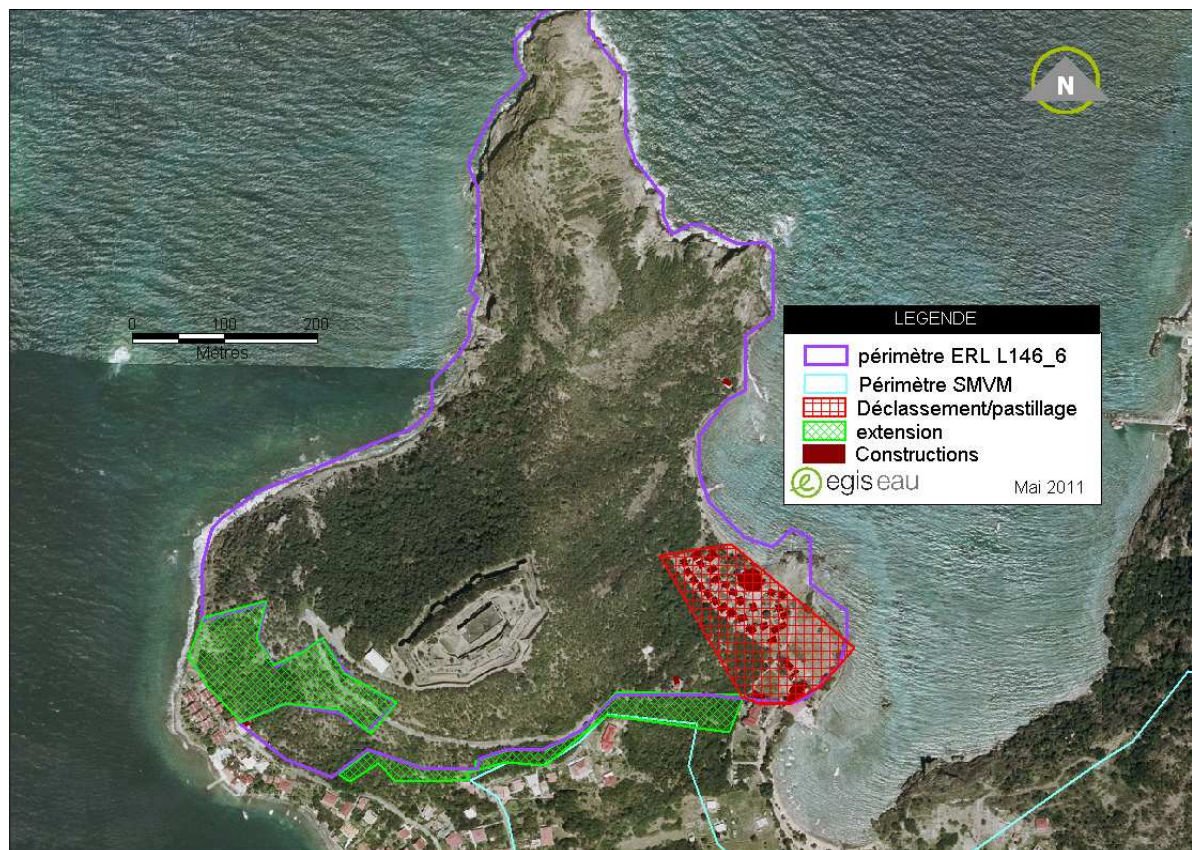 N
0 100 200
Mètres
LEGENDE
périmètre ERL L146_6
Périmètre SMVM
Déclassement/pastillage
extension
Constructions
egis eau
Mai 2011